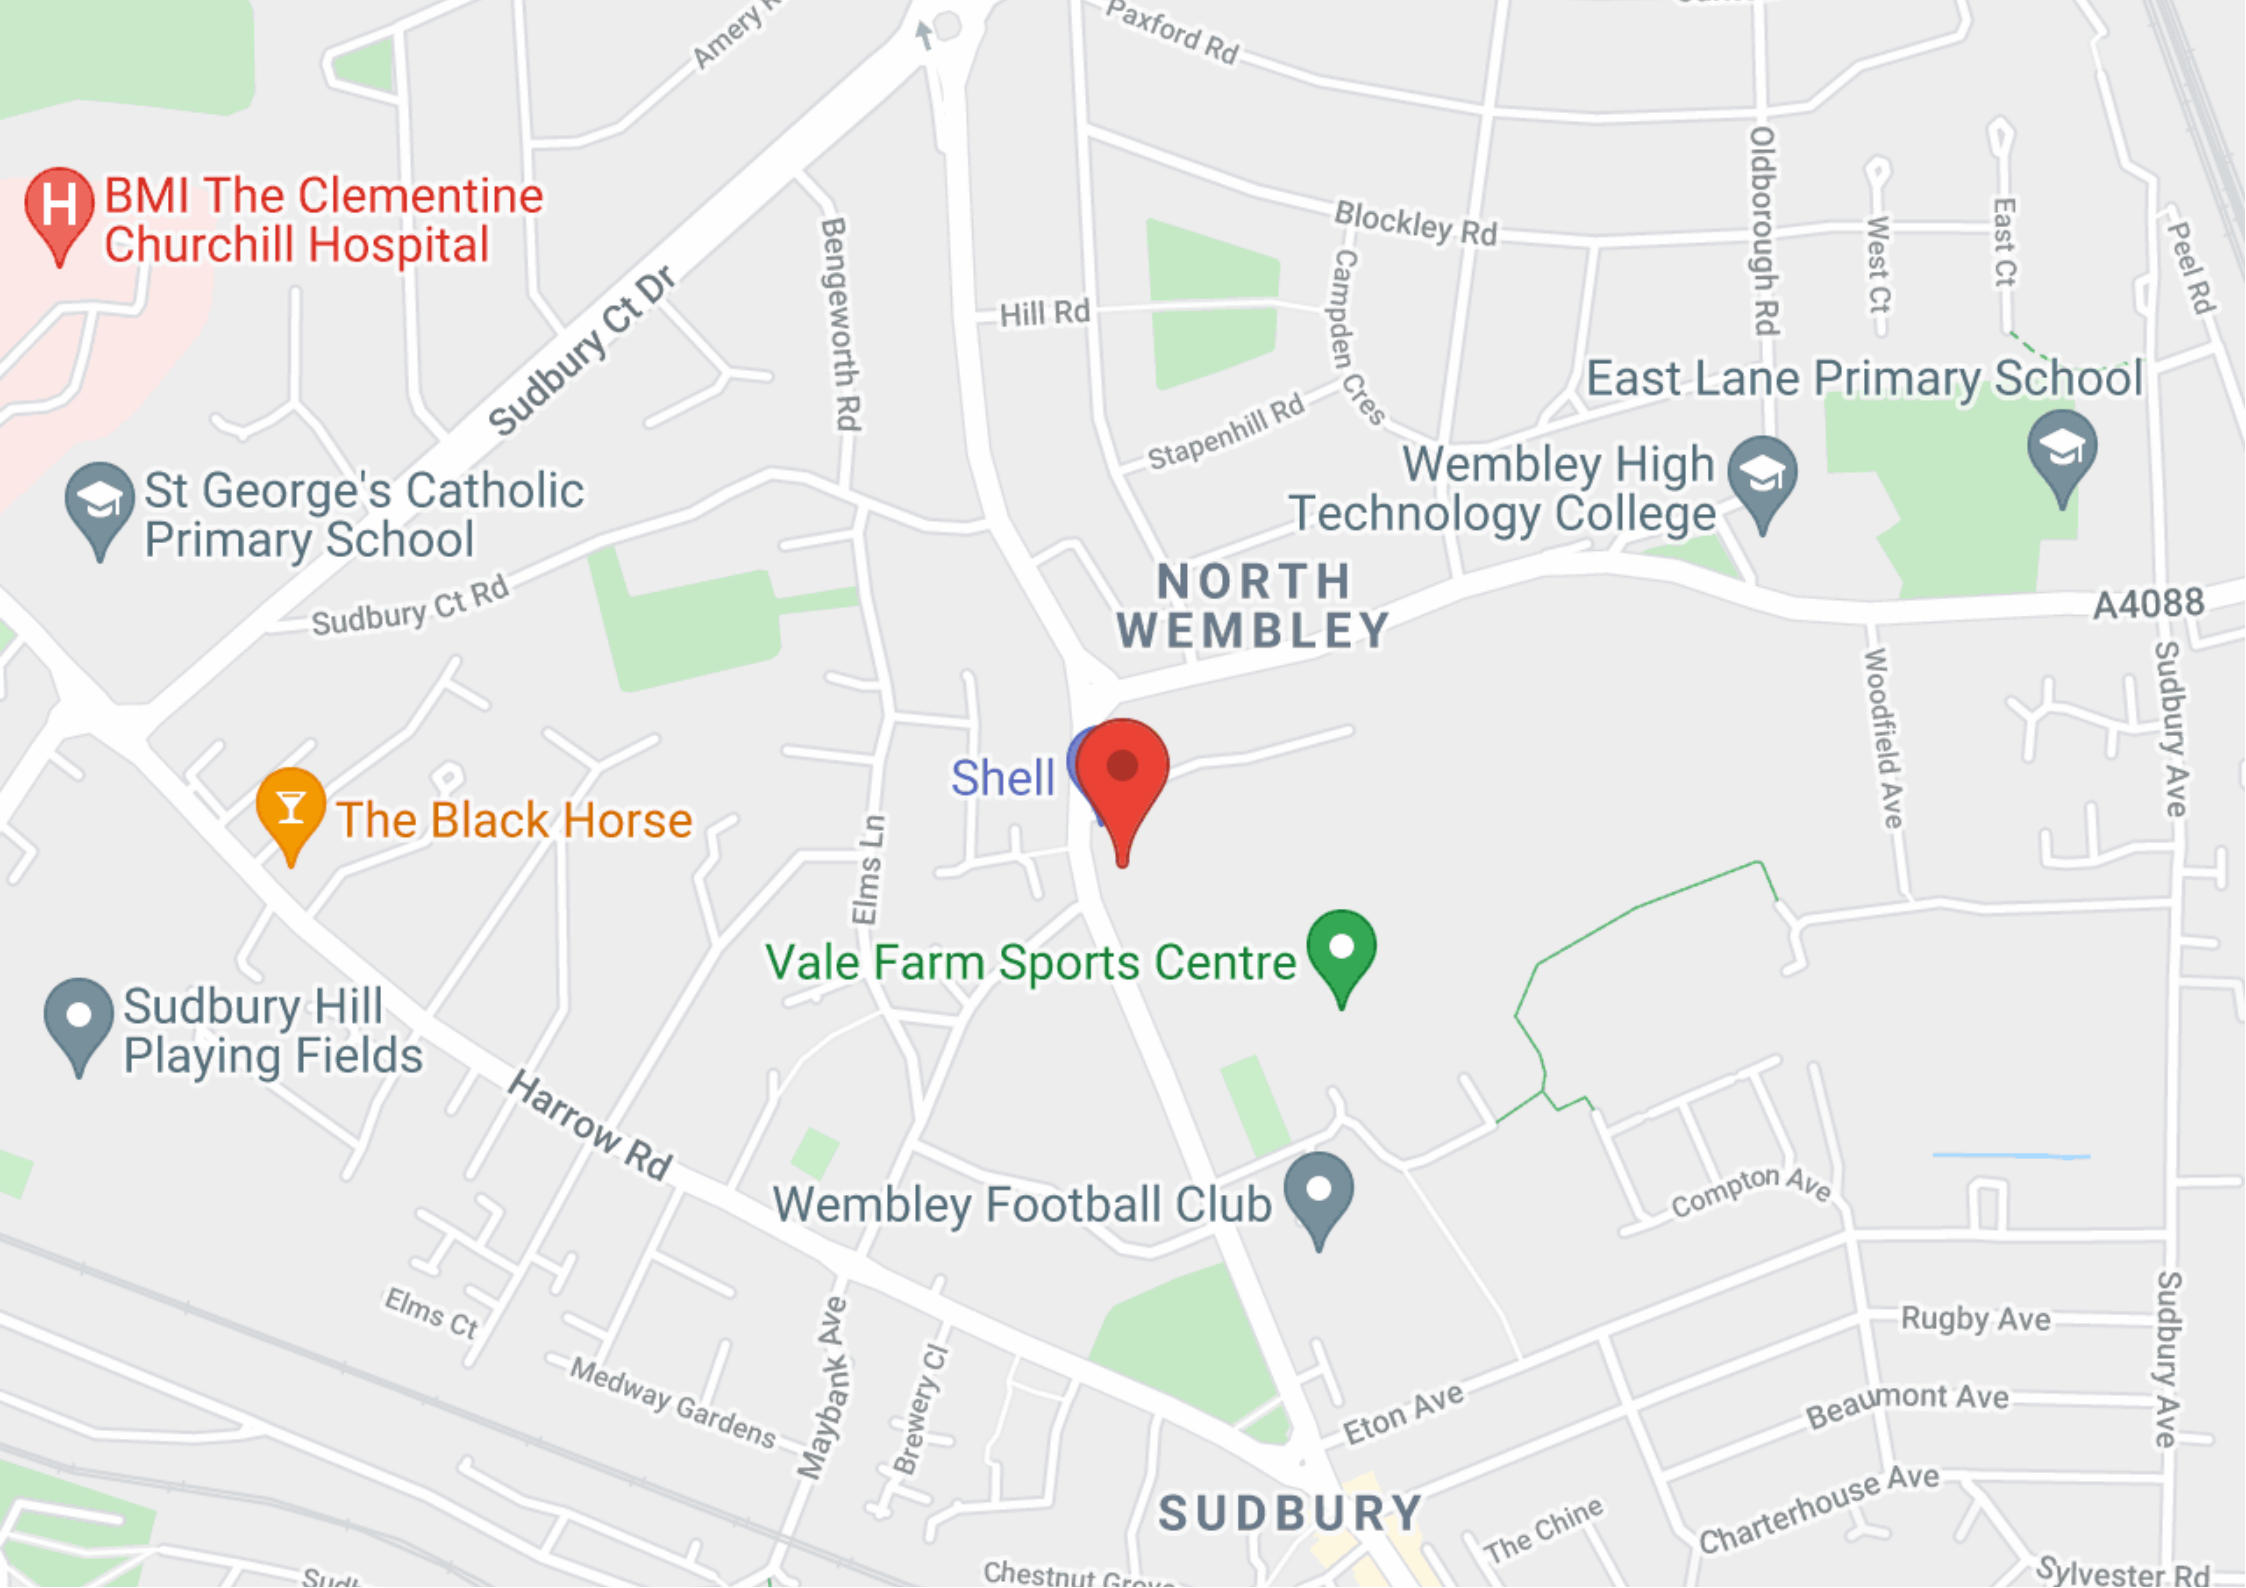 Amery R
Paxford Rd
BMI The Clementine
Churchill Hospital
Sudbury Ct Dr
Bengeworth Rd
Hill Rd
Blockley Rd
Campden Cres
Stapenhill Rd
Oldborough Rd
West Ct
East Ct
Peel Rd
East Lane Primary School
Wembley High
Technology College
St George's Catholic
Primary School
Sudbury Ct Rd
NORTH
WEMBLEY
A4088
Woodfield Ave
Sudbury Ave
Shell
The Black Horse
Elms Ln
Vale Farm Sports Centre
Sudbury Hill
Playing Fields
Harrow Rd
Wembley Football Club
Compton Ave
Elms Ct
Medway Gardens
Maybank Ave
Brewery Cl
Eton Ave
Rugby Ave
Beaumont Ave
Sudbury Ave
Charterhouse Ave
SUDBURY
The Chine
Chestnut Grove
Sylvester Rd